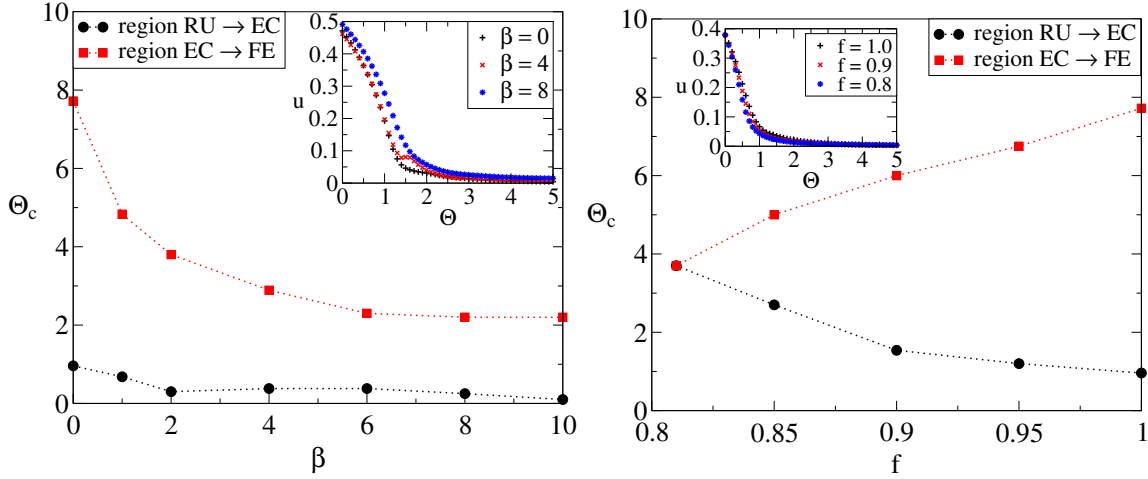 region RU → EC
region EC → FE
10
8
6
4
2
0
Θc
0 2 4 6 8 10
β
0.5
0.4
0.3
0.2
0.1
0
u
0 1 2 3 4 5
Θ
β = 0
β = 4
β = 8
region RU → EC
region EC → FE
10
8
6
4
2
0
Θc
0.8 0.85 0.9 0.95 1
f
0.4
0.3
0.2
0.1
0
u
0 1 2 3 4 5
Θ
f = 1.0
f = 0.9
f = 0.8